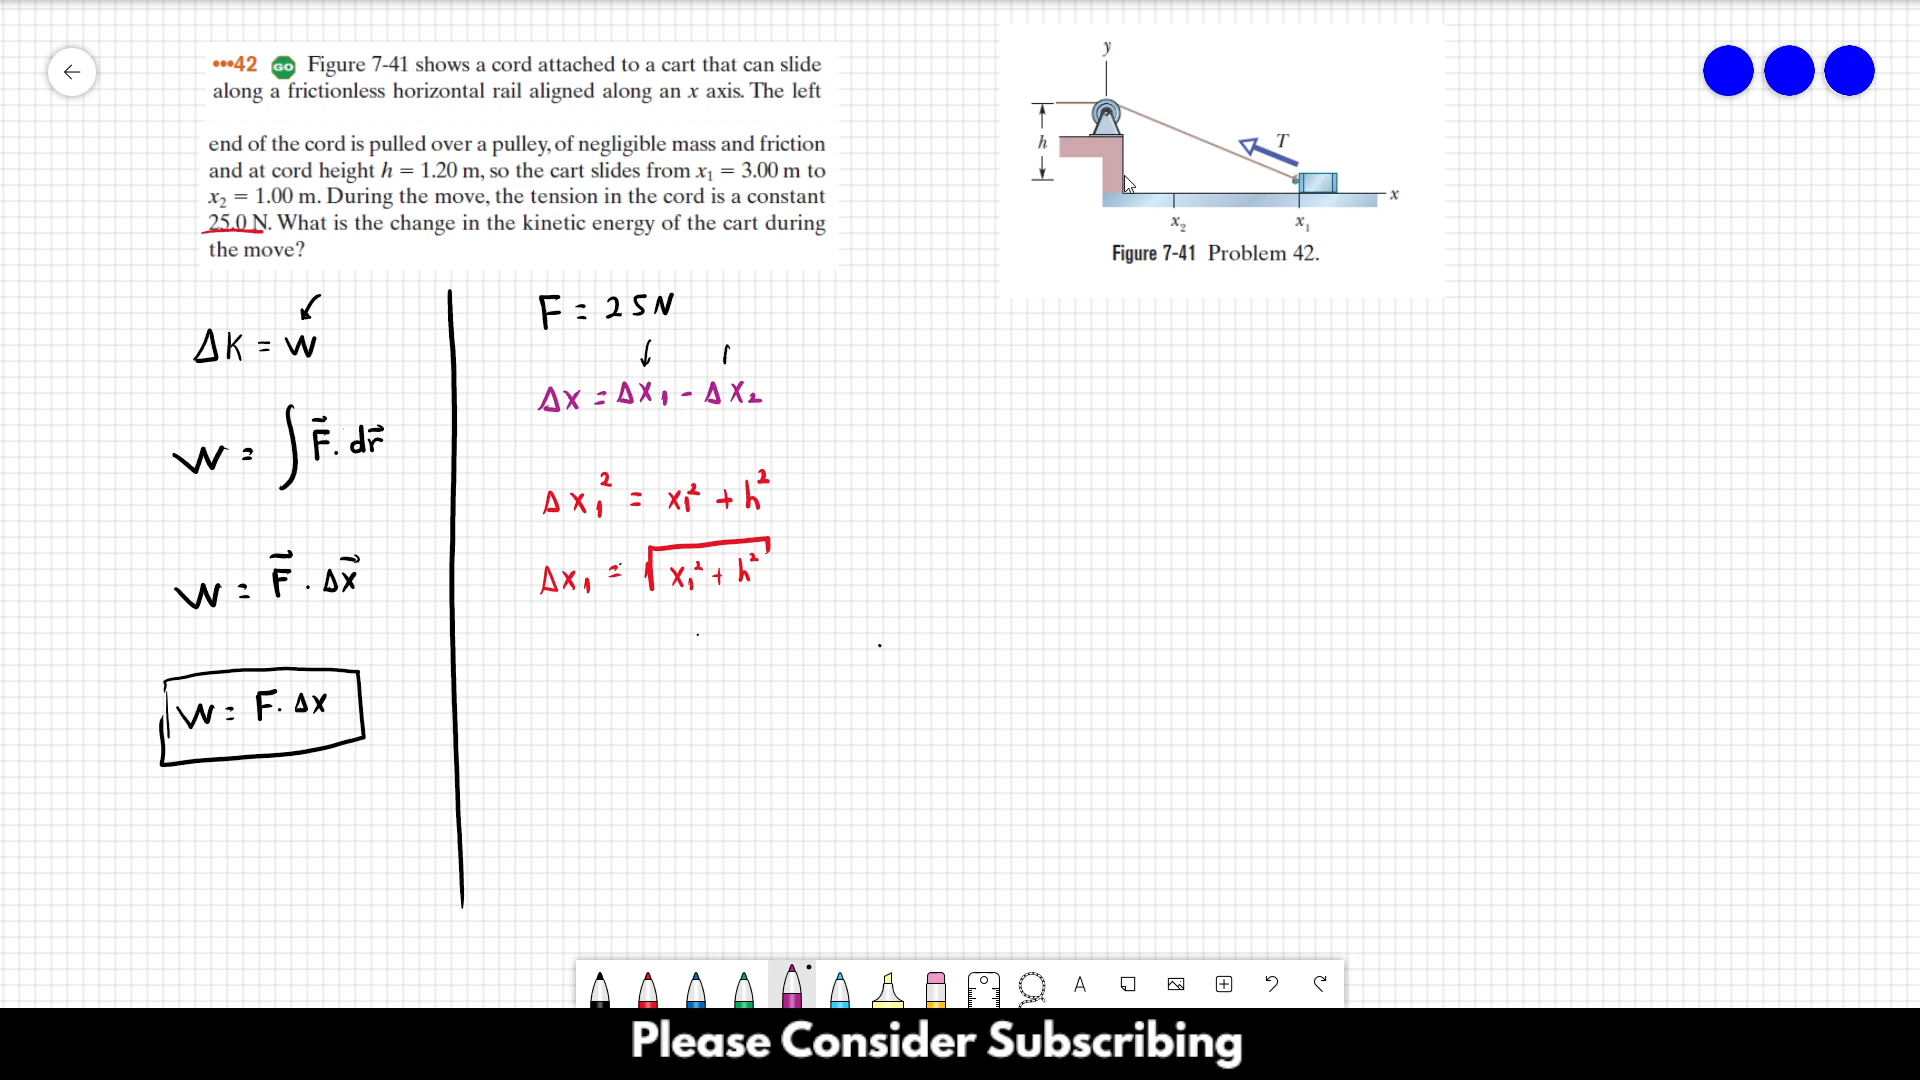 •••42 GO Figure 7-41 shows a cord attached to a cart that can slide
along a frictionless horizontal rail aligned along an x axis. The left
end of the cord is pulled over a pulley, of negligible mass and friction
and at cord height h = 1.20 m, so the cart slides from x₁ = 3.00 m to
x₂ = 1.00 m. During the move, the tension in the cord is a constant
25.0 N. What is the change in the kinetic energy of the cart during
the move?
y
h
T
x
x₂
x₁
Figure 7-41 Problem 42.
ΔK = W
W = ∫ F⃗ . dr⃗
W = F⃗ . Δx⃗
W = F . Δx
F = 25 N
Δx = Δx₁ - Δx₂
Δx₁² = x₁² + h²
Δx₁ = √x₁² + h²
A
Please Consider Subscribing